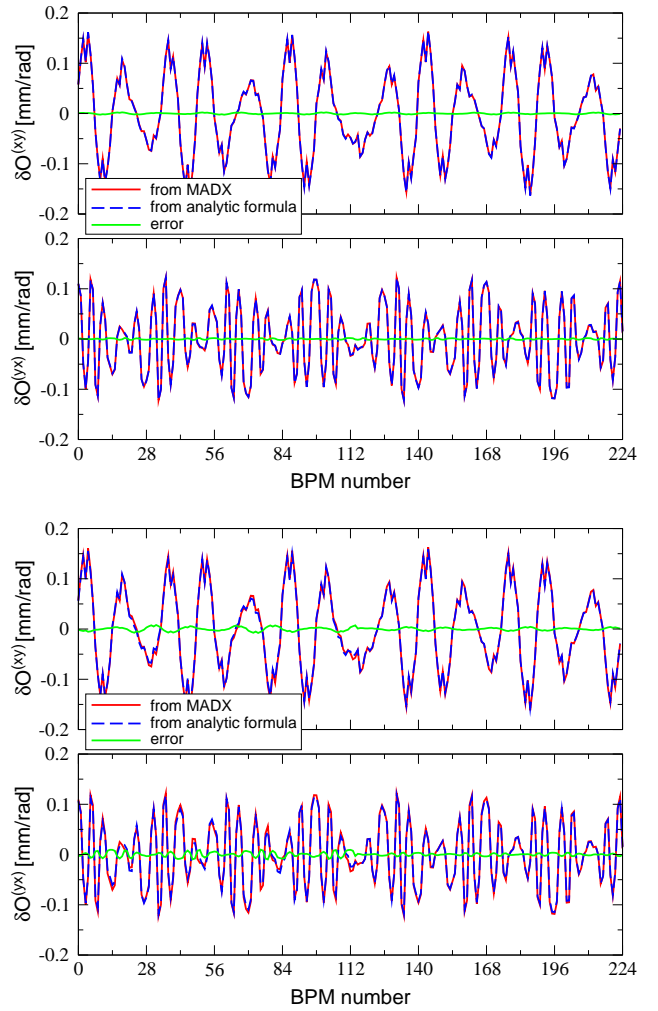 0.2
0.1
0
-0.1
-0.2
δO(xy) [mm/rad]
from MADX
from analytic formula
error
0.2
0.1
0
-0.1
-0.2
δO(yx) [mm/rad]
0 28 56 84 112 140 168 196 224
BPM number
0.2
0.1
0
-0.1
-0.2
δO(xy) [mm/rad]
from MADX
from analytic formula
error
0.2
0.1
0
-0.1
-0.2
δO(yx) [mm/rad]
0 28 56 84 112 140 168 196 224
BPM number